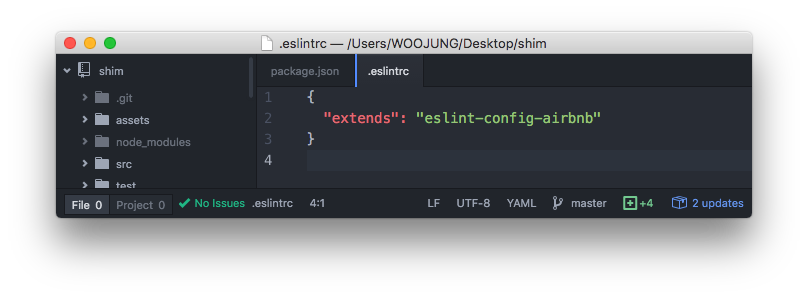 .eslintrc — /Users/WOOJUNG/Desktop/shim
shim
.git
assets
node_modules
src
test
package.json
.eslintrc
1 {
2 "extends": "eslint-config-airbnb"
3 }
4
File 0 Project 0 No Issues .eslintrc 4:1 LF UTF-8 YAML master +4 2 updates